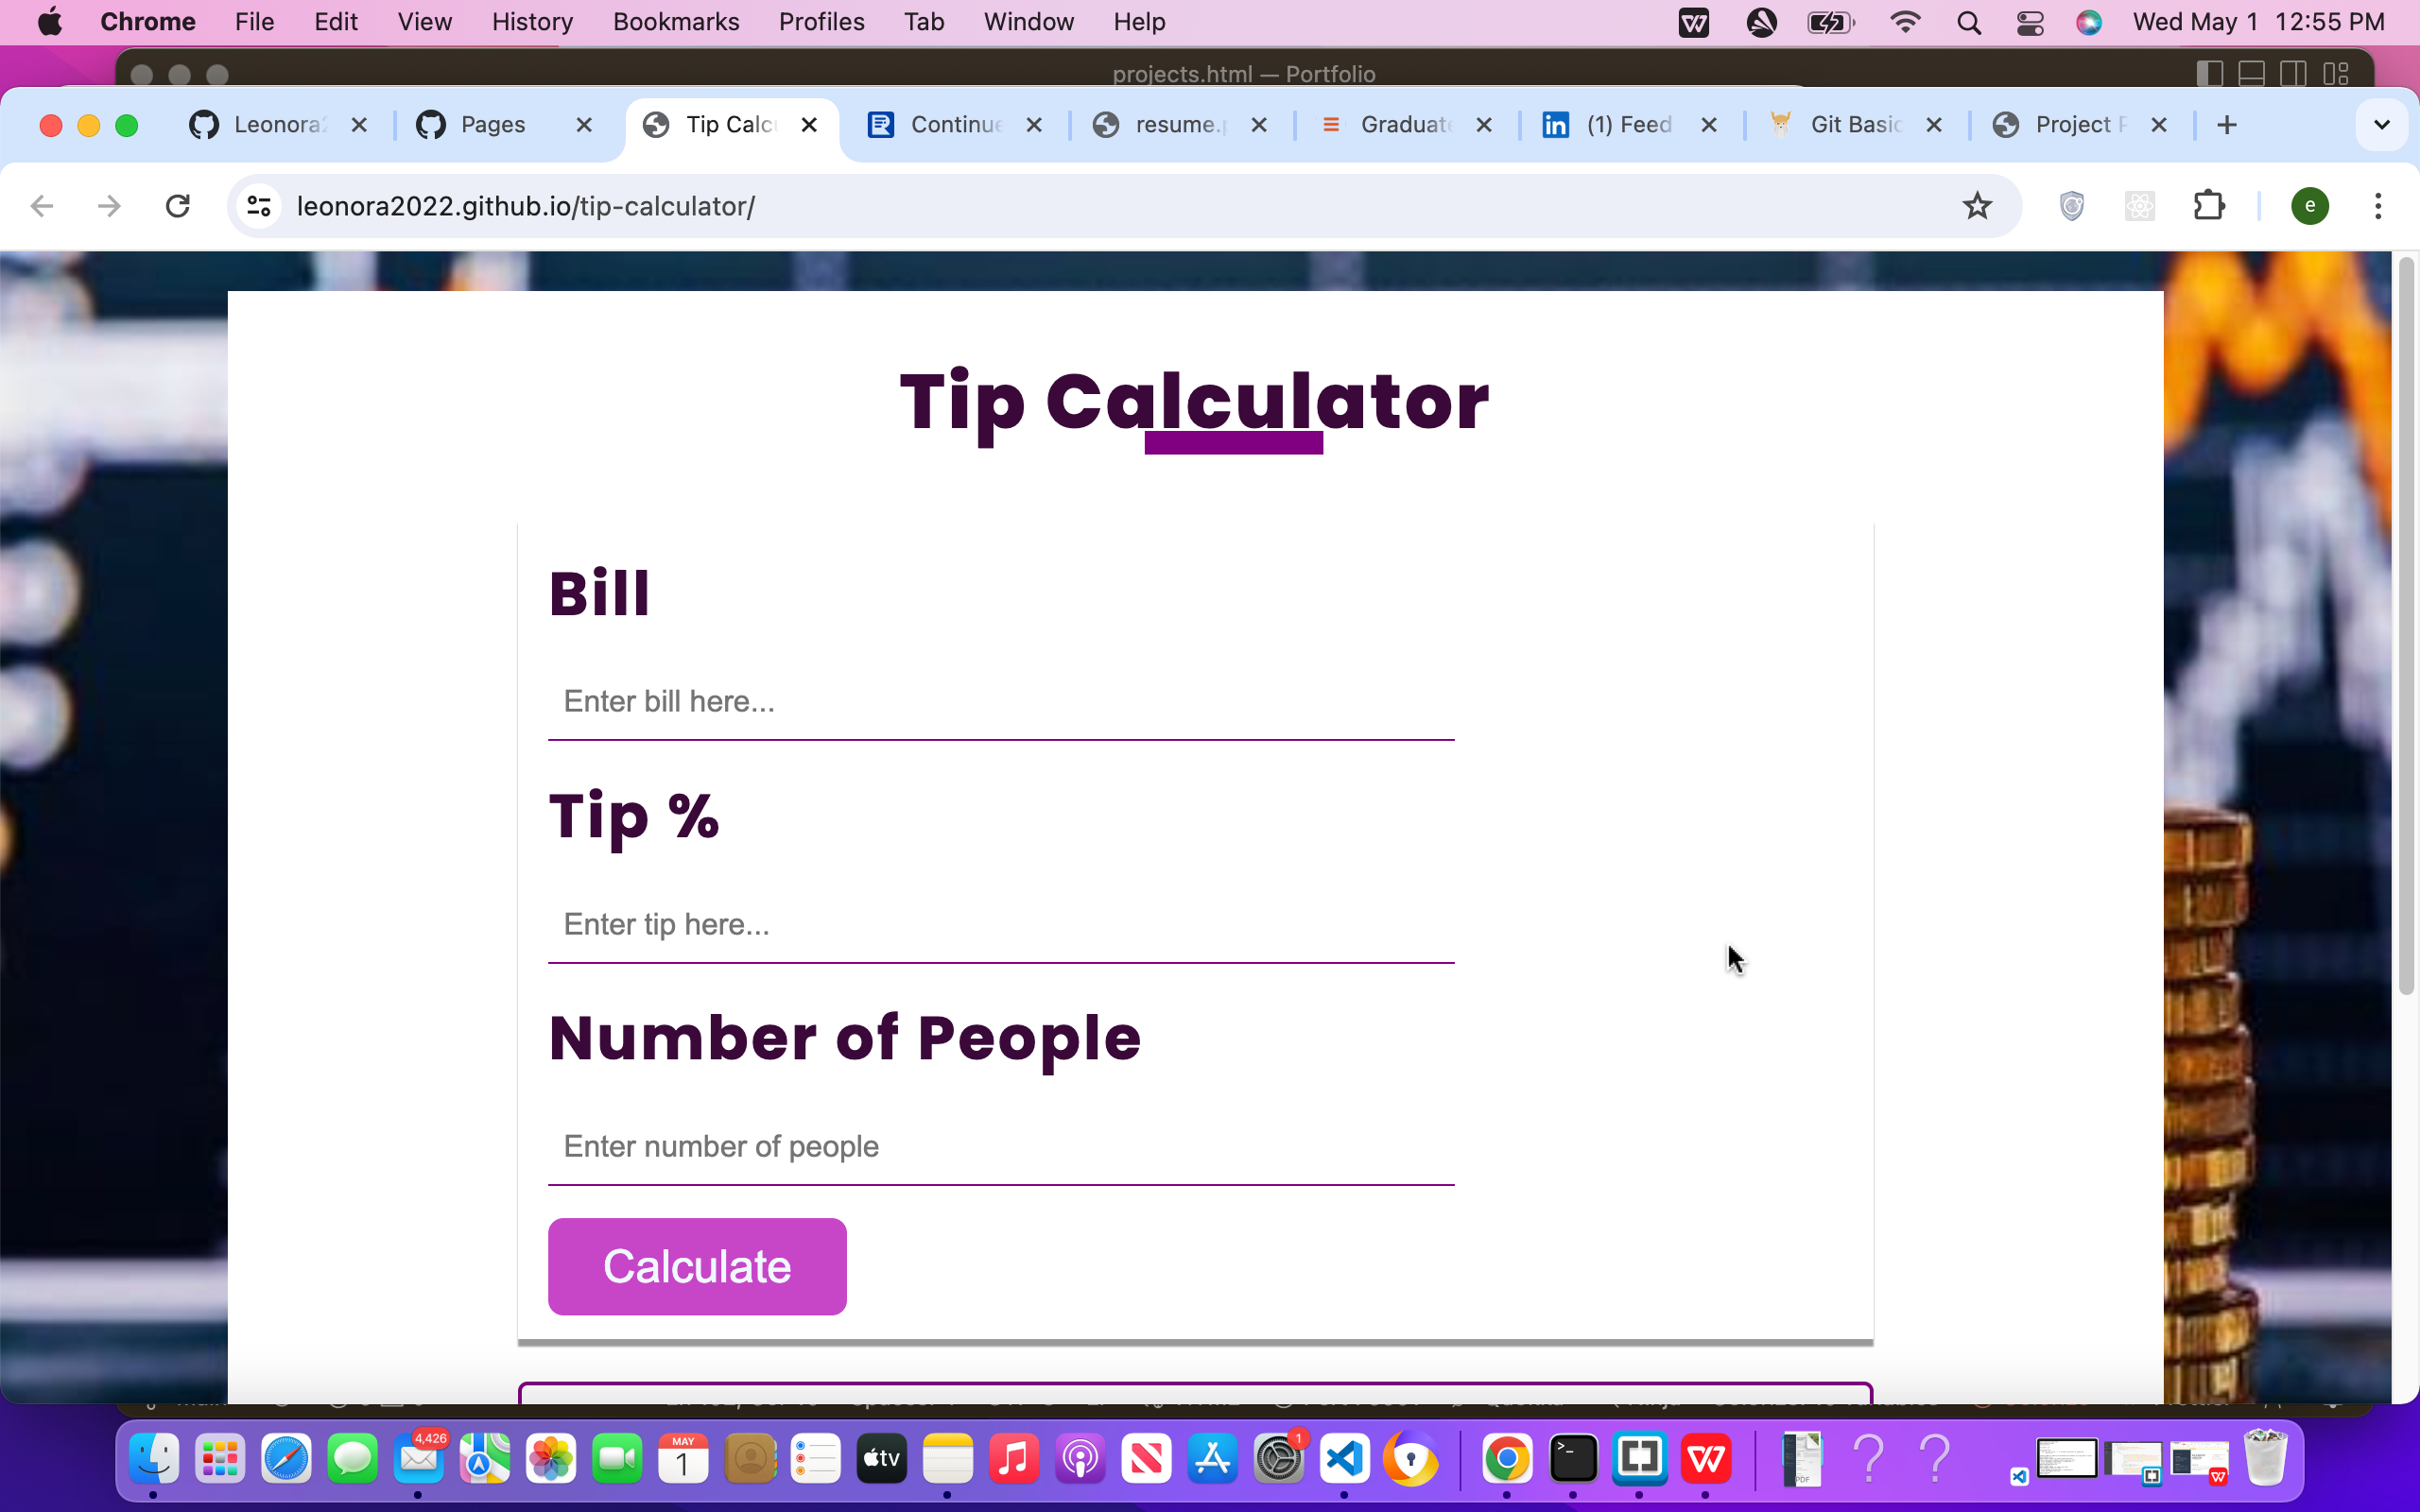 Chrome File Edit View History Bookmarks Profiles Tab Window Help Wed May 1 12:55 PM
projects.html — Portfolio
Leonora Pages Tip Calc Continue resume. Graduate (1) Feed Git Basic Project
leonora2022.github.io/tip-calculator/ e
Tip Calculator
Bill
Enter bill here...
Tip %
Enter tip here...
Number of People
Enter number of people
Calculate
4,426 MAY 1 tv 1 PDF